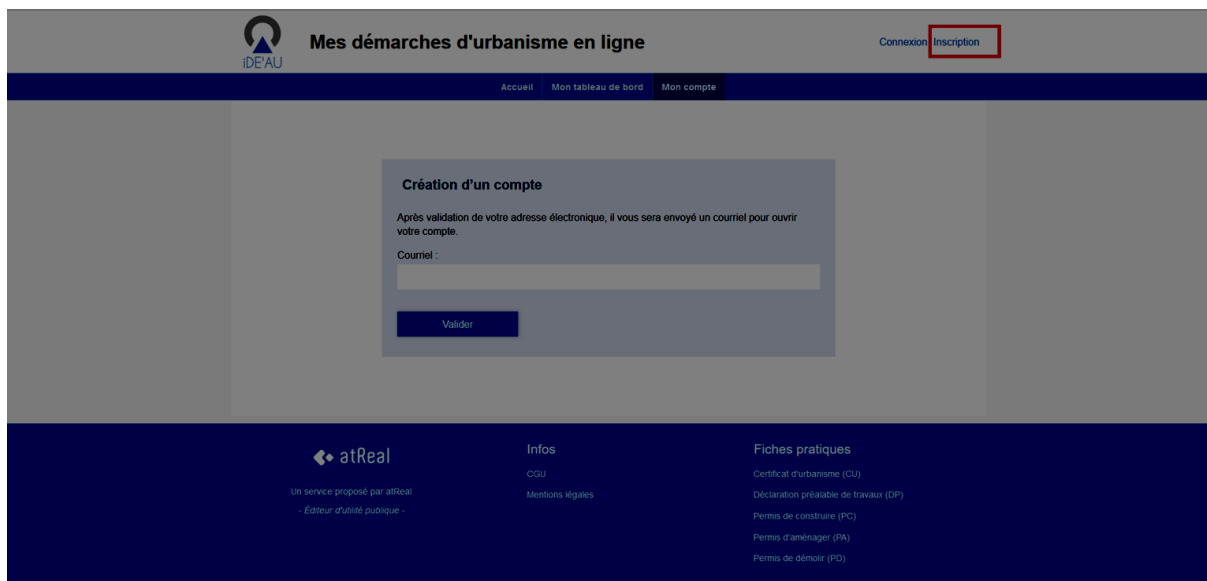 iDE'AU
Mes démarches d'urbanisme en ligne
Connexion Inscription
Accueil Mon tableau de bord Mon compte
Création d'un compte
Après validation de votre adresse électronique, il vous sera envoyé un courriel pour ouvrir
votre compte.
Courriel :
Valider
atReal
Un service proposé par atReal
- Éditeur d'utilité publique -
Infos
CGU
Mentions légales
Fiches pratiques
Certificat d'urbanisme (CU)
Déclaration préalable de travaux (DP)
Permis de construire (PC)
Permis d'aménager (PA)
Permis de démolir (PD)